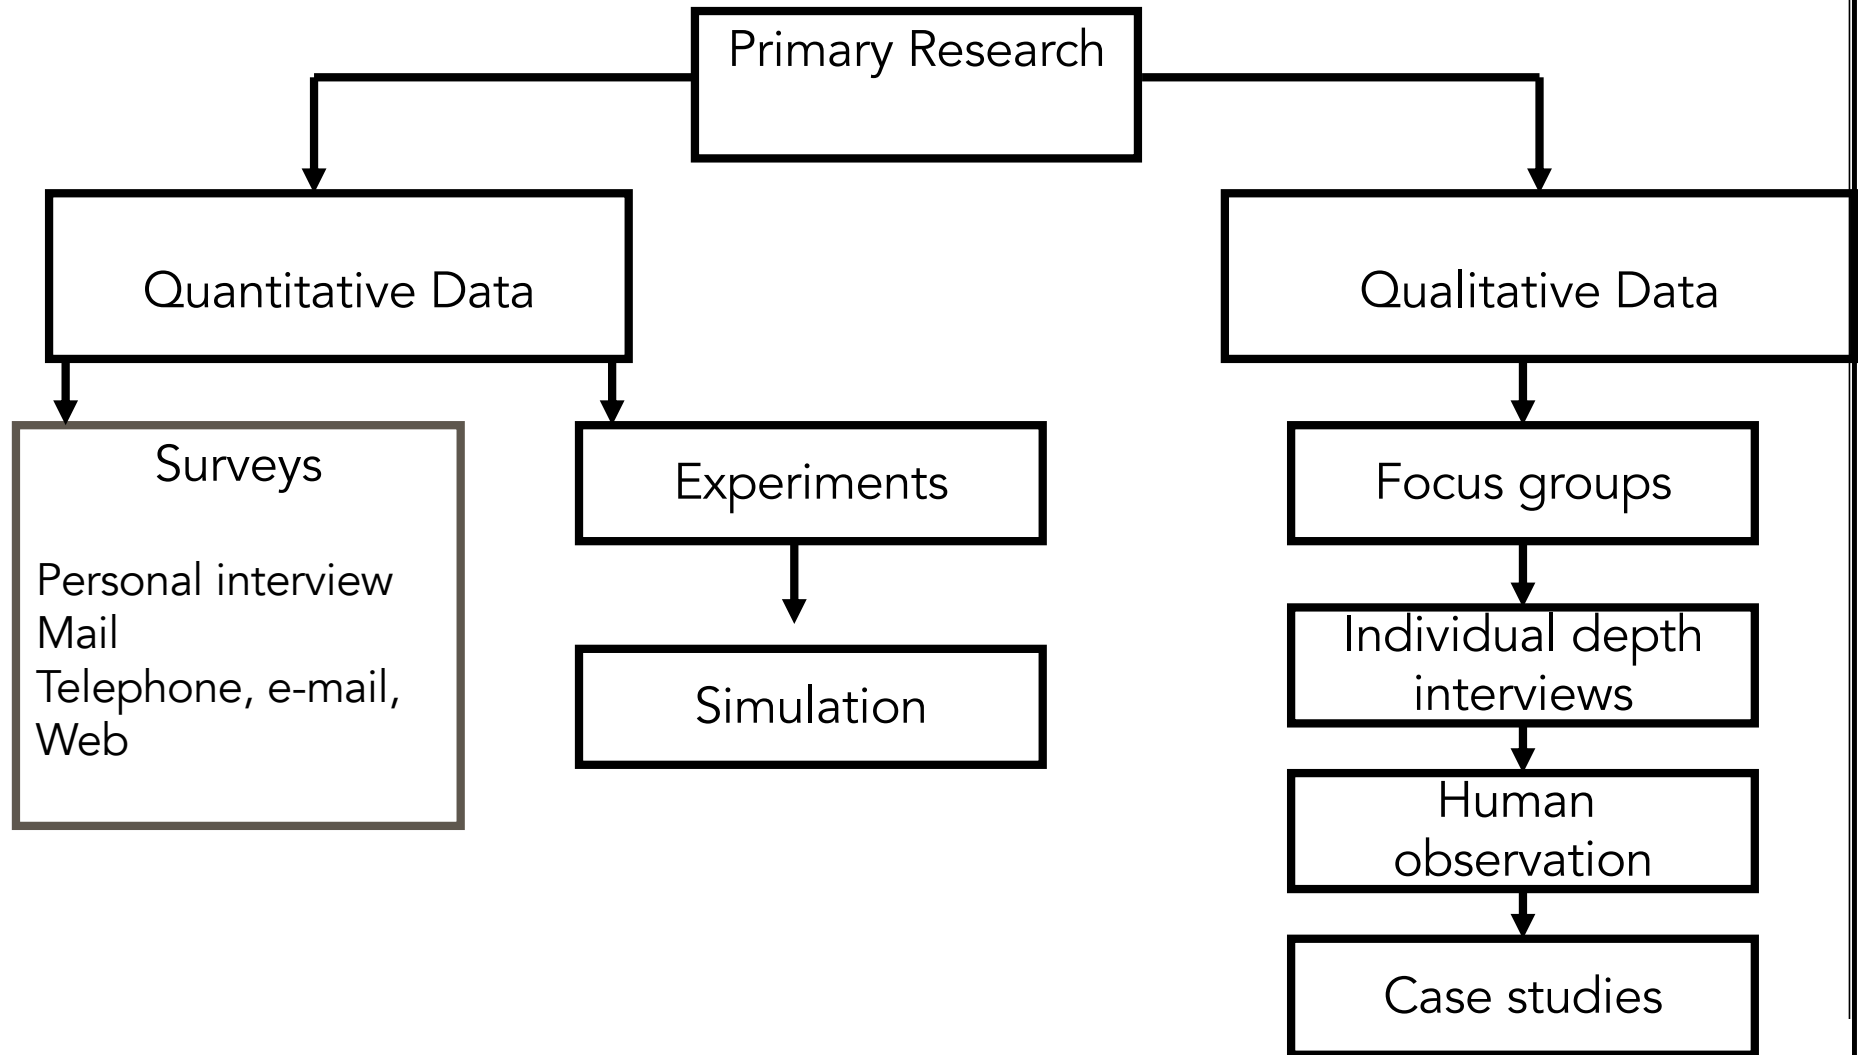 Primary Research
Quantitative Data
Qualitative Data
Surveys
Personal interview
Mail
Telephone, e-mail,
Web
Experiments
Simulation
Focus groups
Individual depth
interviews
Human
observation
Case studies